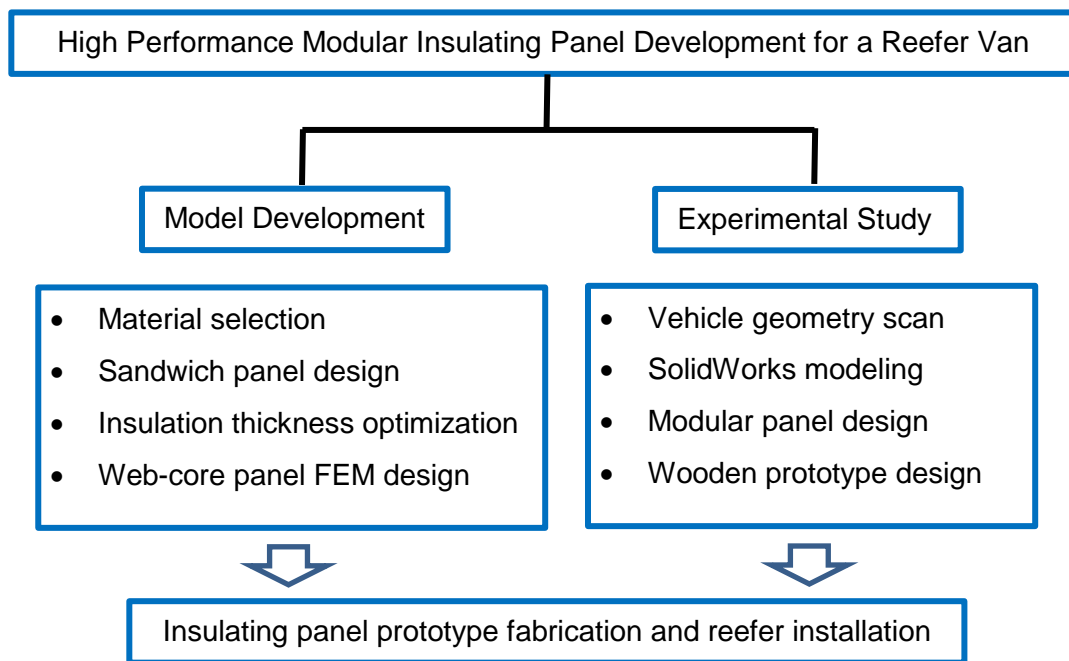 High Performance Modular Insulating Panel Development for a Reefer Van
Model Development
Experimental Study
• Material selection
• Sandwich panel design
• Insulation thickness optimization
• Web-core panel FEM design
• Vehicle geometry scan
• SolidWorks modeling
• Modular panel design
• Wooden prototype design
Insulating panel prototype fabrication and reefer installation